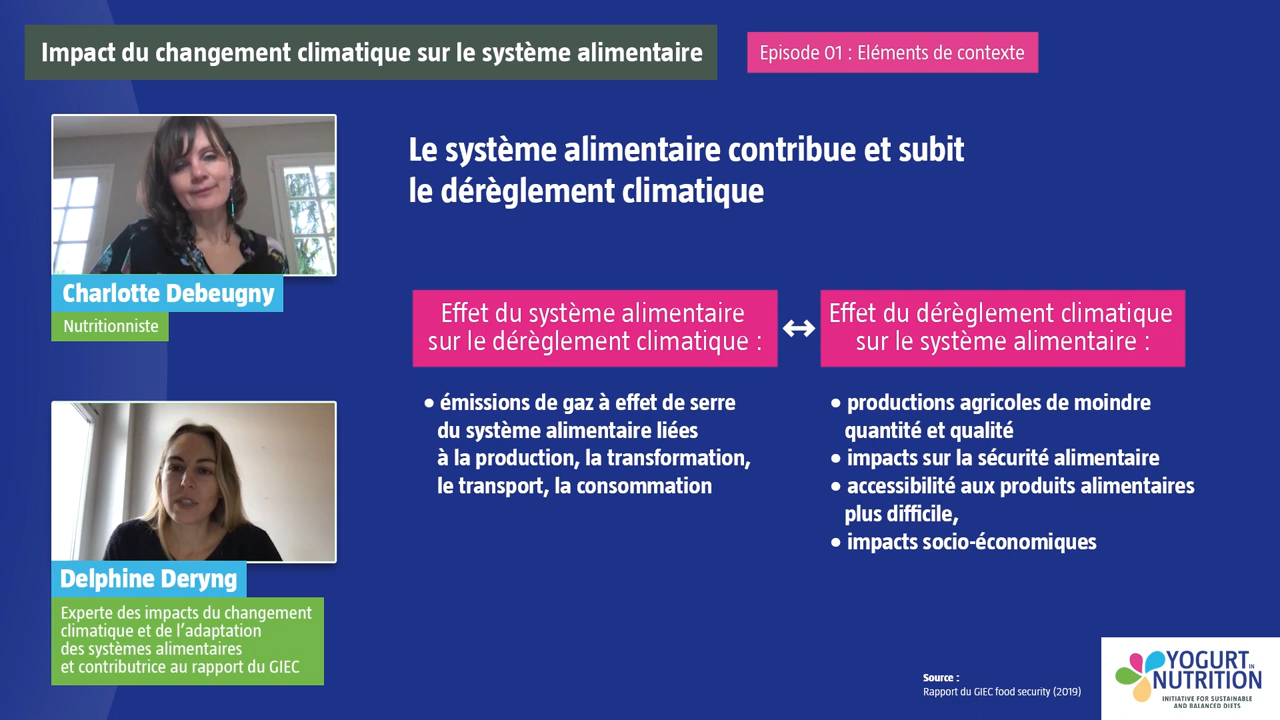 Impact du changement climatique sur le système alimentaire
Episode 01 : Eléments de contexte
Charlotte Debeugny
Nutritionniste
Delphine Deryng
Experte des impacts du changement
climatique et de l'adaptation
des systèmes alimentaires
et contributrice au rapport du GIEC
Le système alimentaire contribue et subit
le dérèglement climatique
Effet du système alimentaire
sur le dérèglement climatique :
• émissions de gaz à effet de serre
du système alimentaire liées
à la production, la transformation,
le transport, la consommation
↔
Effet du dérèglement climatique
sur le système alimentaire :
• productions agricoles de moindre
quantité et qualité
• impacts sur la sécurité alimentaire
• accessibilité aux produits alimentaires
plus difficile,
• impacts socio-économiques
Source :
Rapport du GIEC food security (2019)
YOGURT IN
NUTRITION
INITIATIVE FOR SUSTAINABLE
AND BALANCED DIETS